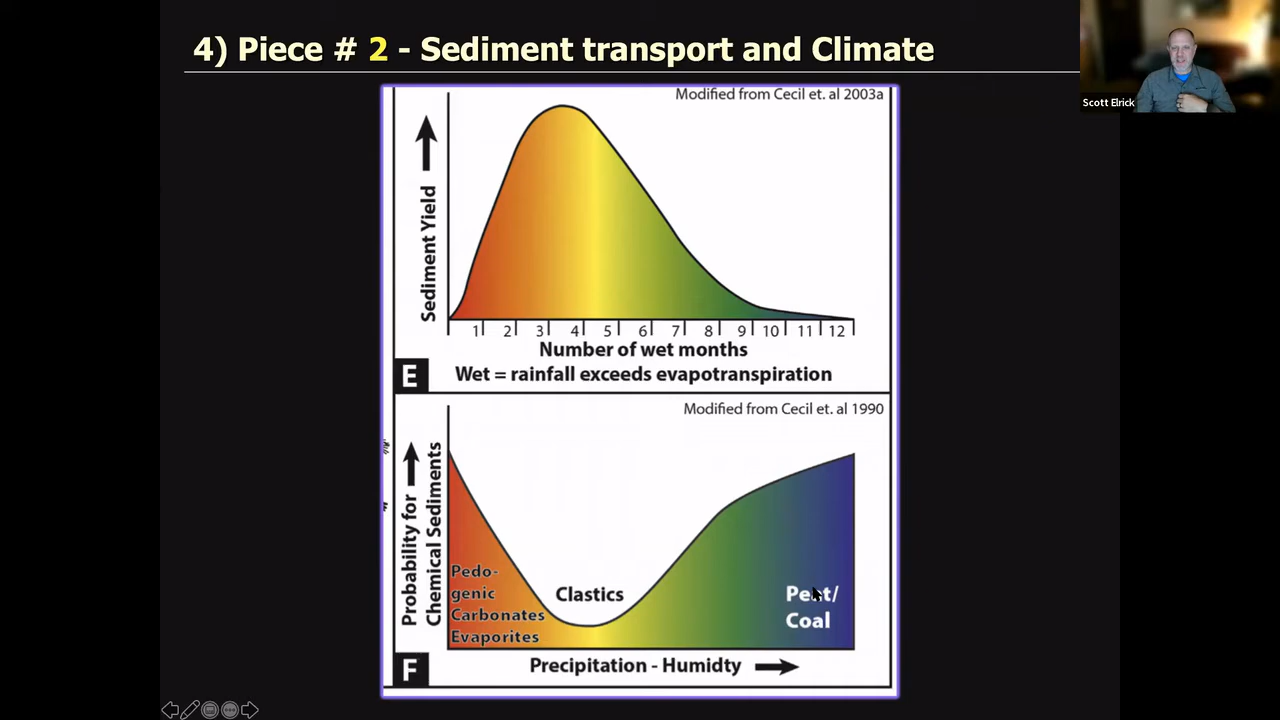 4) Piece # 2 - Sediment transport and Climate
Scott Elrick
Modified from Cecil et. al 2003a
Sediment Yield
1 2 3 4 5 6 7 8 9 10 11 12
Number of wet months
Wet = rainfall exceeds evapotranspiration
E
Modified from Cecil et. al 1990
Probability for
Chemical Sediments
Pedo-
genic
Carbonates
Evaporites
Clastics
Peat/
Coal
Precipitation - Humidty
F